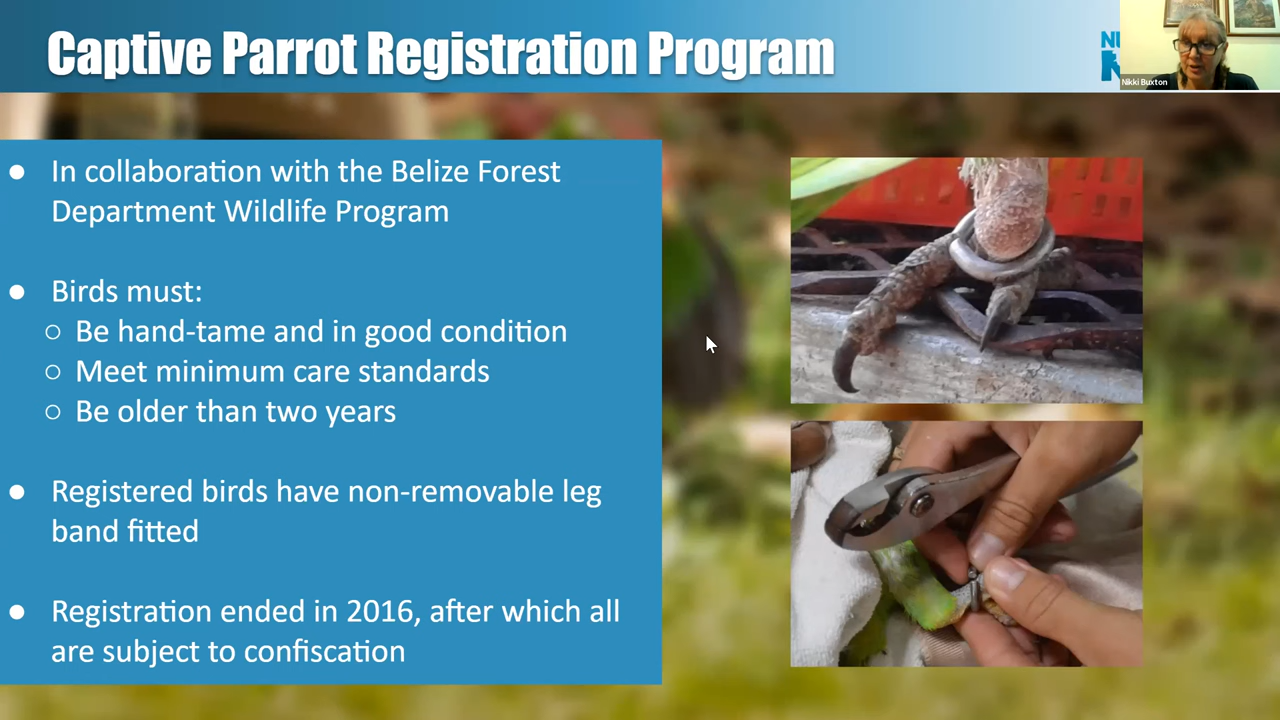 Captive Parrot Registration Program
Nikki Buxton
● In collaboration with the Belize Forest
Department Wildlife Program
● Birds must:
○ Be hand-tame and in good condition
○ Meet minimum care standards
○ Be older than two years
● Registered birds have non-removable leg
band fitted
● Registration ended in 2016, after which all
are subject to confiscation